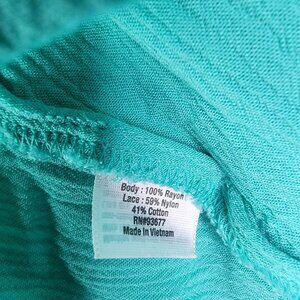 Body : 100% Rayon
Lace : 59% Nylon
41% Cotton
RN#93677
Made In Vietnam